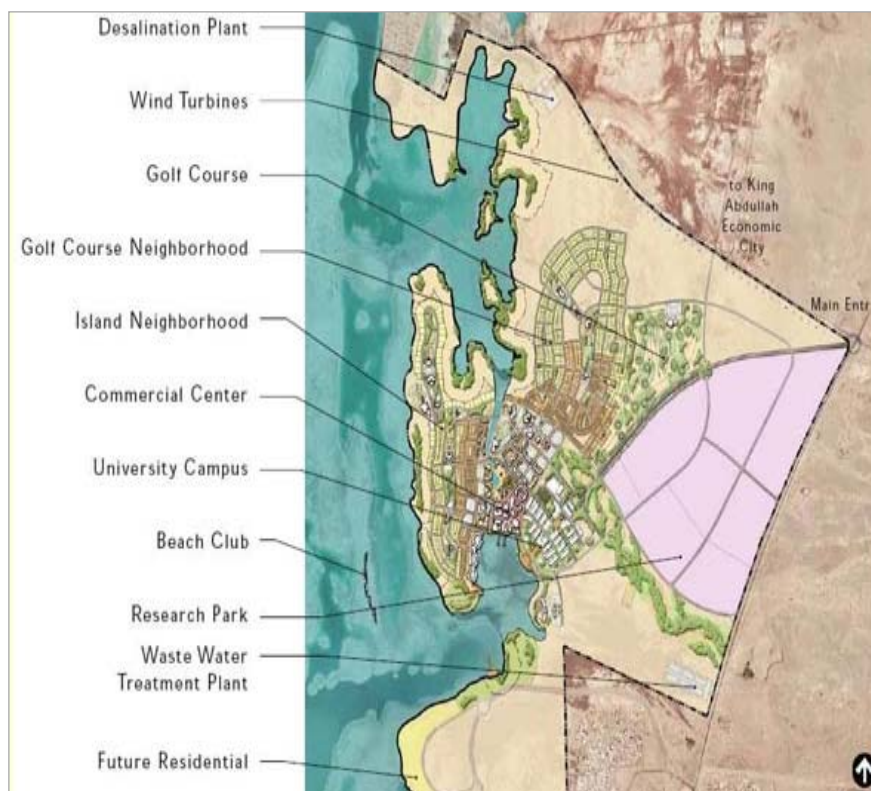 Desalination Plant
Wind Turbines
Golf Course
to King
Abdullah
Economic
City
Golf Course Neighborhood
Main Entr
Island Neighborhood
Commercial Center
University Campus
Beach Club
Research Park
Waste Water
Treatment Plant
Future Residential